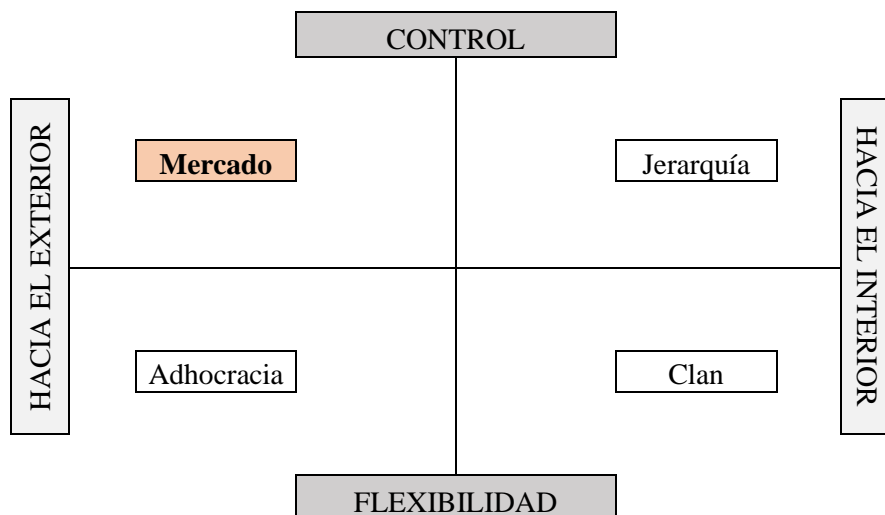 CONTROL
HACIA EL EXTERIOR
Mercado
Jerarquía
HACIA EL INTERIOR
Adhocracia
Clan
FLEXIBILIDAD